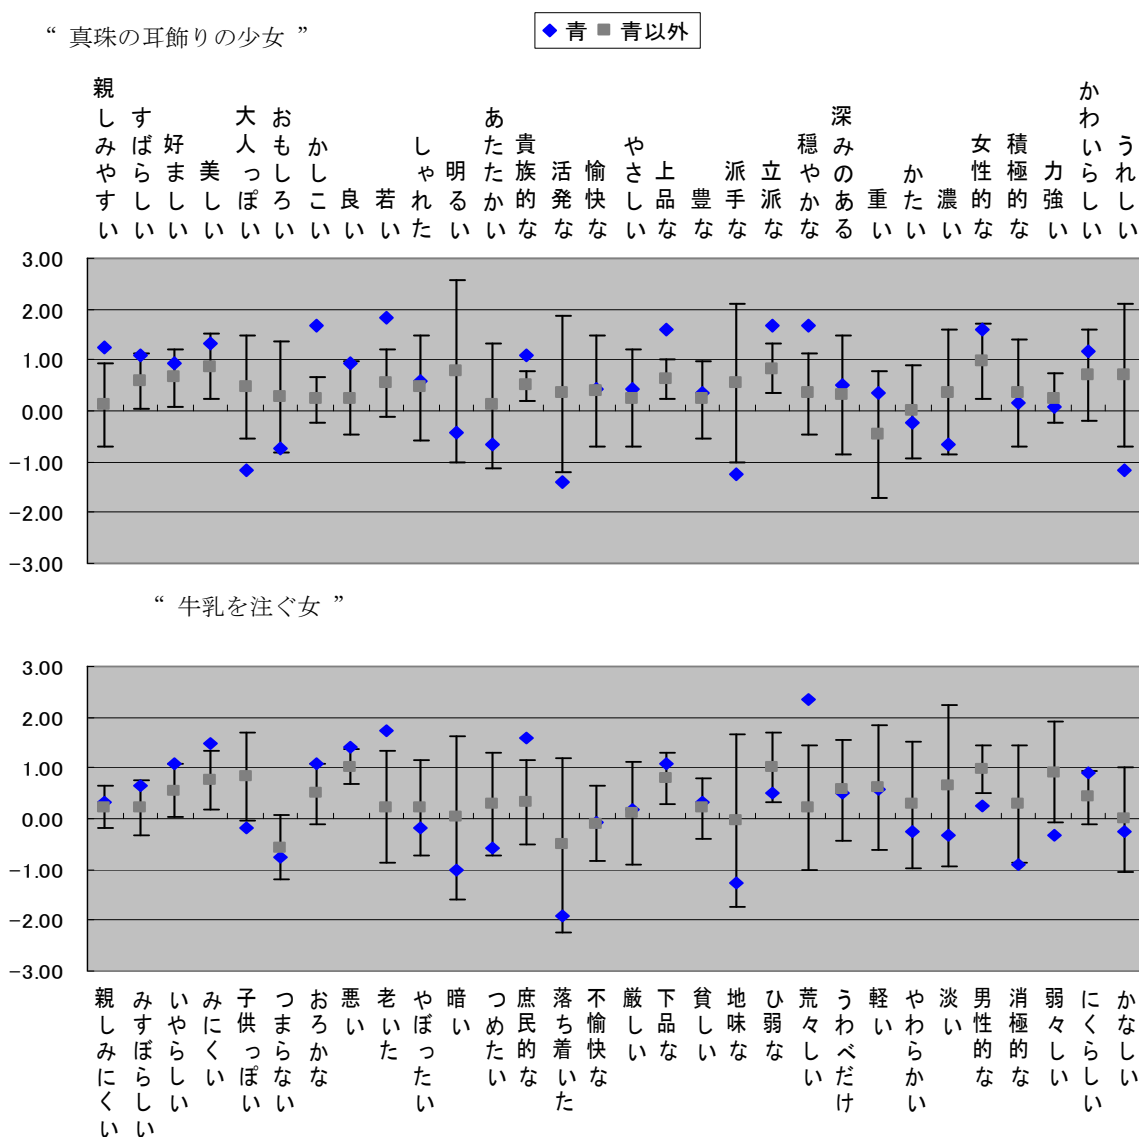 “ 真珠の耳飾りの少女 ”
青 青以外
親しみやすい
すばらしい
好ましい
美しい
大人っぽい
おもしろい
かしこい
良い
若い
しゃれた
明るい
あたたかい
貴族的な
活発な
愉快な
やさしい
上品な
豊な
派手な
立派な
穏やかな
深みのある
重い
かたい
濃い
女性的な
積極的な
力強い
かわいらしい
うれしい
3.00
2.00
1.00
0.00
-1.00
-2.00
-3.00
“ 牛乳を注ぐ女 ”
3.00
2.00
1.00
0.00
-1.00
-2.00
-3.00
親しみにくい
みすぼらしい
いやらしい
みにくい
子供っぽい
つまらない
おろかな
悪い
老いた
やぼったい
暗い
つめたい
庶民的な
落ち着いた
不愉快な
厳しい
下品な
貧しい
地味な
ひ弱な
荒々しい
うわべだけ
軽い
やわらかい
淡い
男性的な
消極的な
弱々しい
にくらしい
かなしい